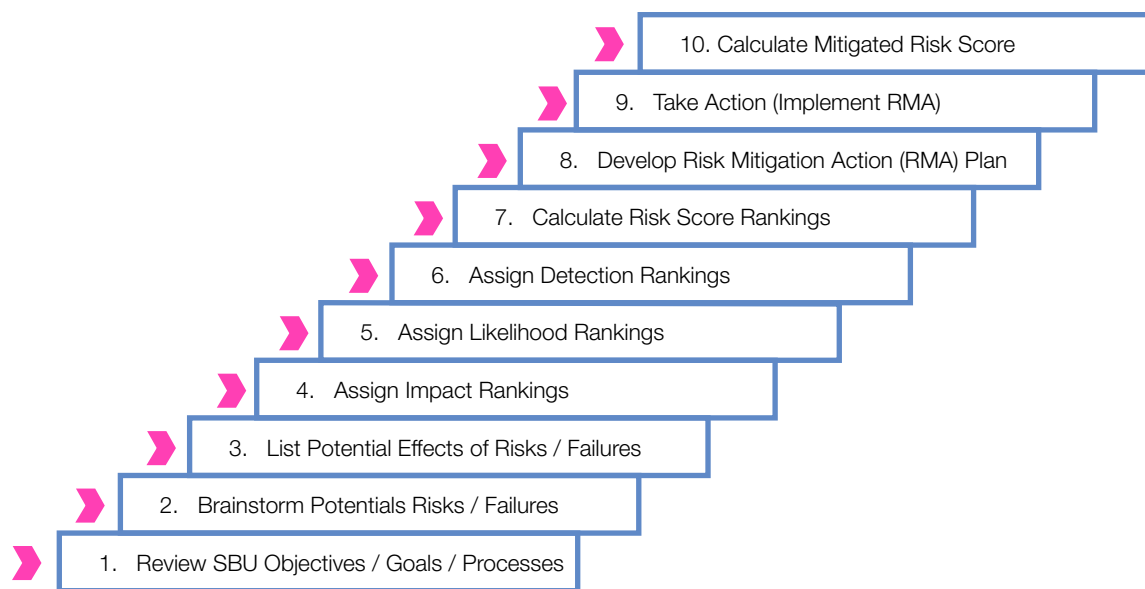 10. Calculate Mitigated Risk Score
9. Take Action (Implement RMA)
8. Develop Risk Mitigation Action (RMA) Plan
7. Calculate Risk Score Rankings
6. Assign Detection Rankings
5. Assign Likelihood Rankings
4. Assign Impact Rankings
3. List Potential Effects of Risks / Failures
2. Brainstorm Potentials Risks / Failures
1. Review SBU Objectives / Goals / Processes